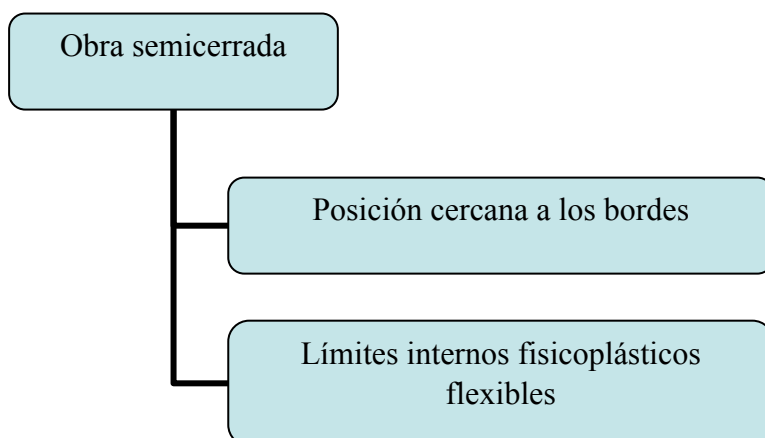 Obra semicerrada
Posición cercana a los bordes
Límites internos fisicoplásticos
flexibles